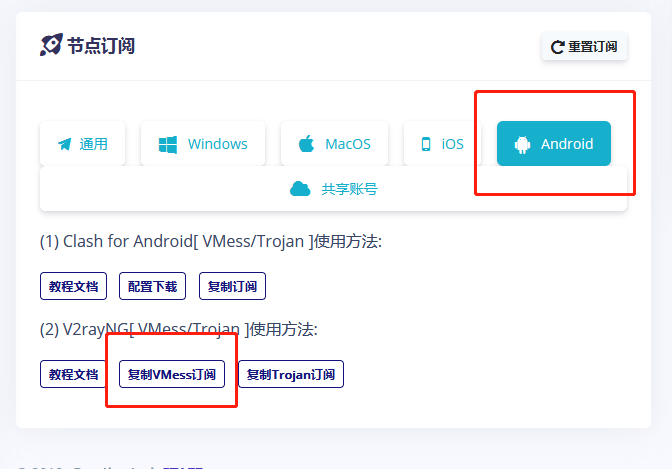 节点订阅
重置订阅
通用 Windows MacOS iOS Android
共享账号
(1) Clash for Android[ VMess/Trojan ]使用方法:
教程文档 配置下载 复制订阅
(2) V2rayNG[ VMess/Trojan ]使用方法:
教程文档 复制VMess订阅 复制Trojan订阅